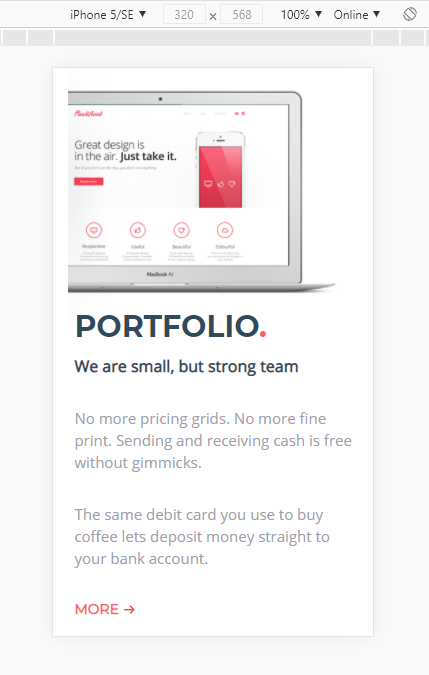 iPhone 5/SE ▼ 320 × 568 100% ▼ Online ▼
Great design is
in the air. Just take it.
Responsive Useful Beautiful Colourful
MacBook Air
PORTFOLIO.
We are small, but strong team
No more pricing grids. No more fine
print. Sending and receiving cash is free
without gimmicks.
The same debit card you use to buy
coffee lets deposit money straight to
your bank account.
MORE →